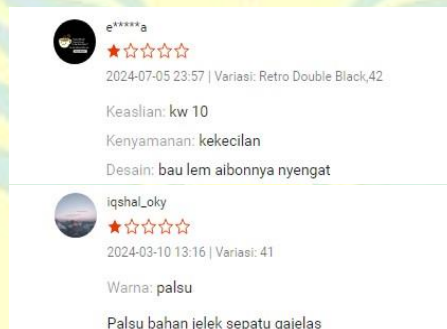 e*****a
2024-07-05 23:57 | Variasi: Retro Double Black,42
Keaslian: kw 10
Kenyamanan: kekecilan
Desain: bau lem aibonnya nyengat
iqshal_oky
2024-03-10 13:16 | Variasi: 41
Warna: palsu
Palsu bahan jelek sepatu gajelas